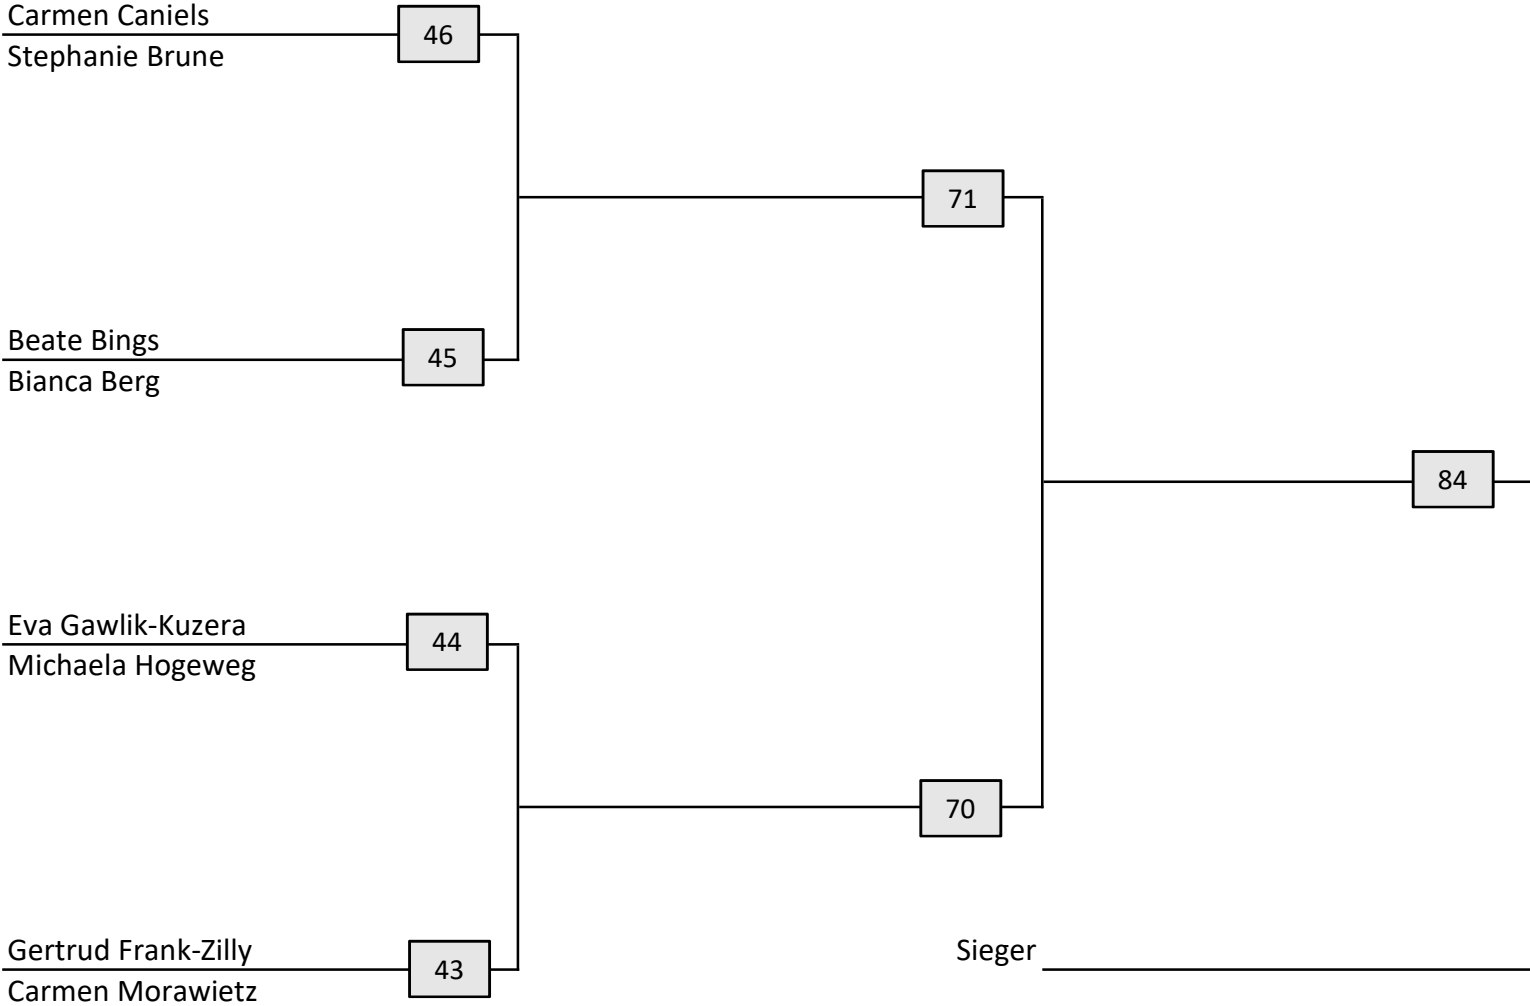 Carmen Caniels
46
Stephanie Brune
71
Beate Bings
45
Bianca Berg
84
Eva Gawlik-Kuzera
44
Michaela Hogeweg
70
Gertrud Frank-Zilly
Sieger
43
Carmen Morawietz